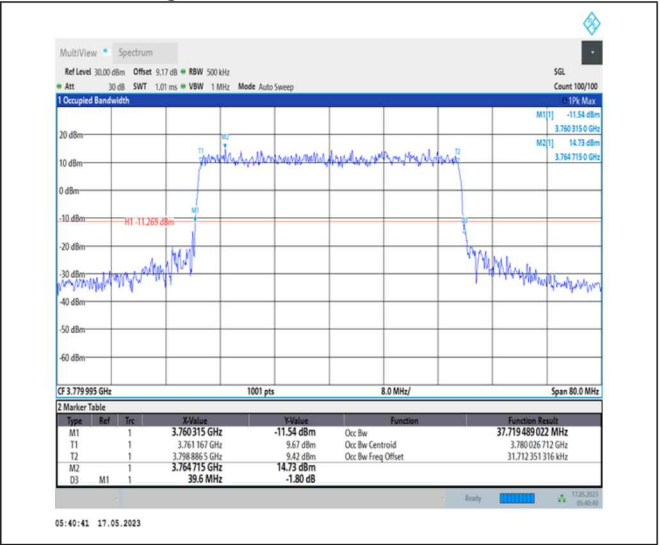 MultiView Spectrum
Ref Level 30.00 dBm Offset 9.17 dB RBW 500 kHz SGL
Att 30 dB SWT 1.01 ms VBW 1 MHz Mode Auto Sweep Count 100/100
1 Occupied Bandwidth 1Pk Max
M1[1] -11.54 dBm
3.760 315 0 GHz
20 dBm M2[1] 14.73 dBm
M2
T1 T2 3.764 715 0 GHz
10 dBm
0 dBm
M1
-10 dBm
H1 -11.269 dBm
-20 dBm
-30 dBm
-40 dBm
-50 dBm
-60 dBm
CF 3.779 995 GHz 1001 pts 8.0 MHz/ Span 80.0 MHz
2 Marker Table
Type Ref Trc X-Value Y-Value Function Function Result
M1 1 3.760 315 GHz -11.54 dBm Occ Bw 37.719 489 022 MHz
T1 1 3.761 167 GHz 9.67 dBm Occ Bw Centroid 3.780 026 712 GHz
T2 1 3.798 886 5 GHz 9.42 dBm Occ Bw Freq Offset 31.712 351 316 kHz
M2 1 3.764 715 GHz 14.73 dBm
D3 M1 1 39.6 MHz -1.80 dB
Ready 17.05.2023
05:40:40
05:40:41 17.05.2023